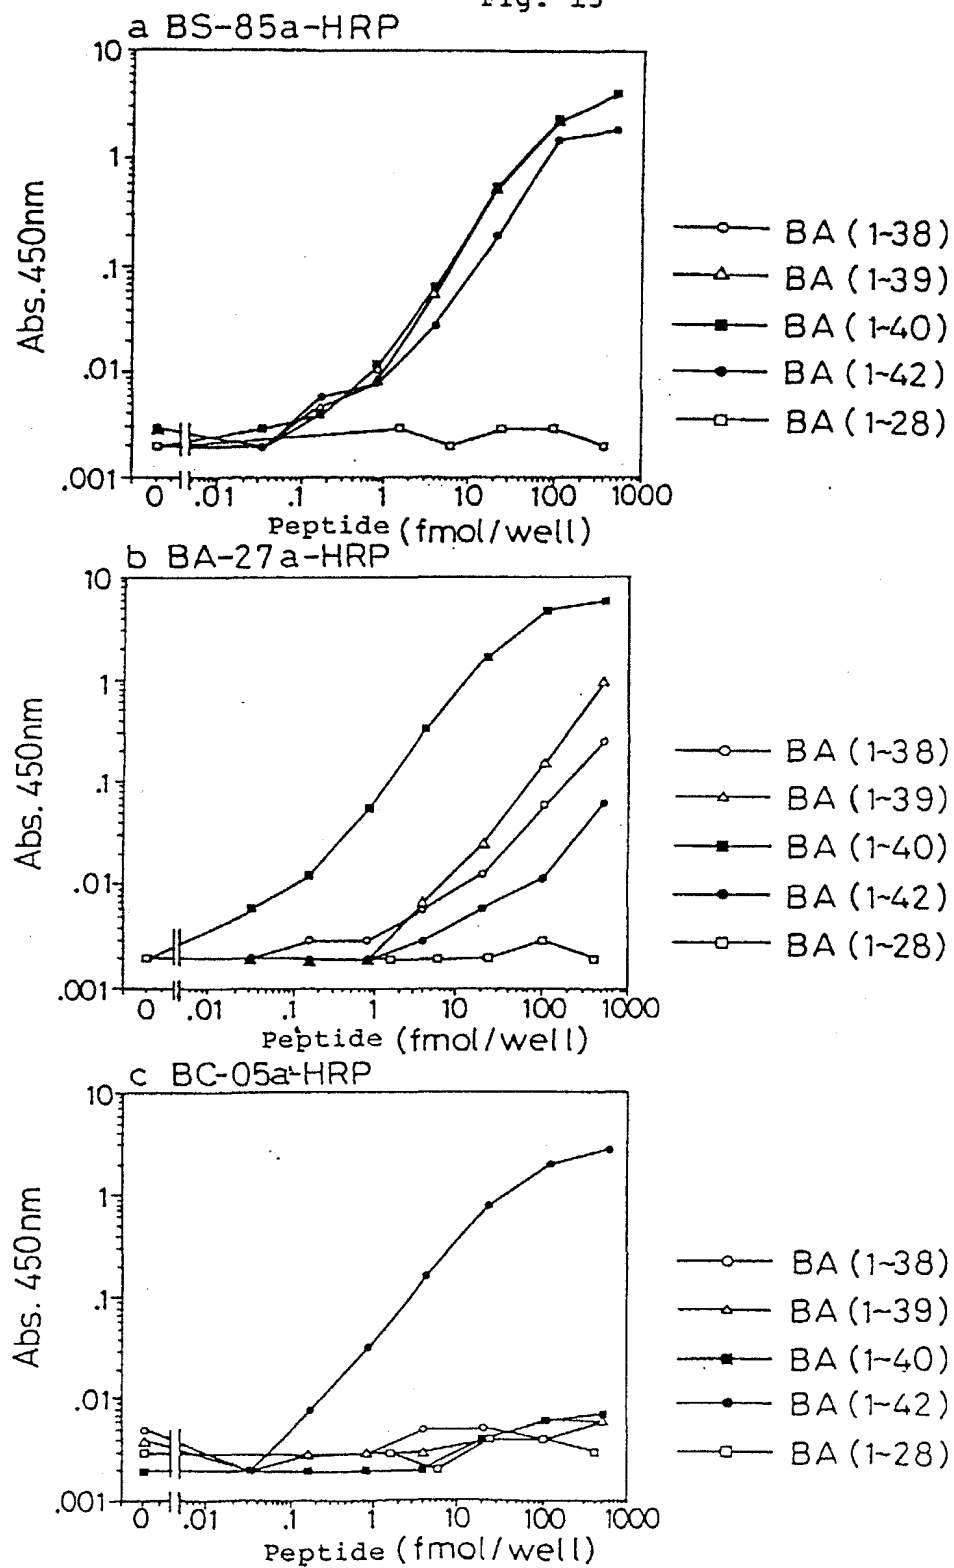 Fig. 13
a BS-85a-HRP
10
1
.1
.01
.001
Abs. 450nm
0 .01 .1 1 10 100 1000
Peptide (fmol/well)
BA (1~38)
BA (1~39)
BA (1~40)
BA (1~42)
BA (1~28)
b BA-27a-HRP
10
1
.1
.01
.001
Abs. 450nm
0 .01 .1 1 10 100 1000
Peptide (fmol/well)
BA (1~38)
BA (1~39)
BA (1~40)
BA (1~42)
BA (1~28)
c BC-05a-HRP
10
1
.1
.01
.001
Abs. 450nm
0 .01 .1 1 10 100 1000
Peptide (fmol/well)
BA (1~38)
BA (1~39)
BA (1~40)
BA (1~42)
BA (1~28)